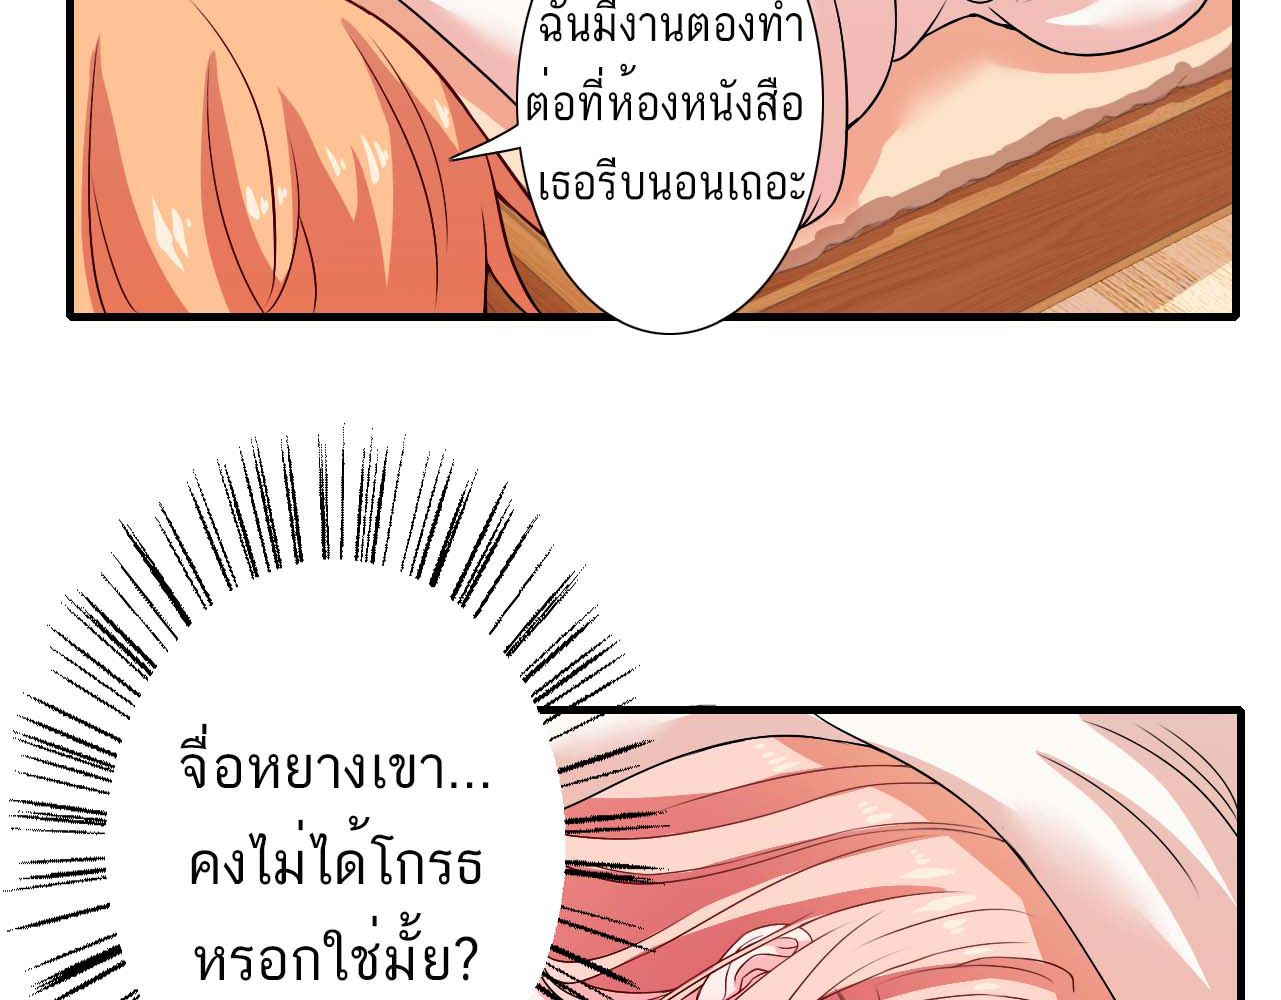 ฉันมีงานต้องทำ
ต่อที่ห้องหนังสือ
เธอรีบนอนเถอะ
จื่อหยางเขา...
คงไม่ได้โกรธ
หรอกใช่มั้ย?